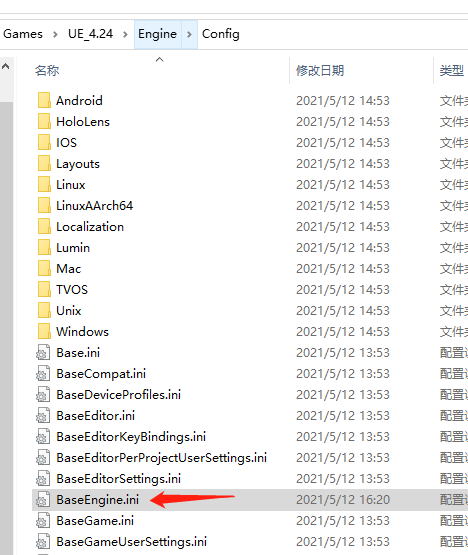 Games > UE_4.24 > Engine > Config
名称 修改日期 类型
Android 2021/5/12 14:53 文件夹
HoloLens 2021/5/12 14:53 文件夹
IOS 2021/5/12 14:53 文件夹
Layouts 2021/5/12 14:53 文件夹
Linux 2021/5/12 14:53 文件夹
LinuxAArch64 2021/5/12 14:53 文件夹
Localization 2021/5/12 14:53 文件夹
Lumin 2021/5/12 14:53 文件夹
Mac 2021/5/12 14:53 文件夹
TVOS 2021/5/12 14:53 文件夹
Unix 2021/5/12 14:53 文件夹
Windows 2021/5/12 14:53 文件夹
Base.ini 2021/5/12 13:53 配置设
BaseCompat.ini 2021/5/12 13:53 配置设
BaseDeviceProfiles.ini 2021/5/12 13:53 配置设
BaseEditor.ini 2021/5/12 13:53 配置设
BaseEditorKeyBindings.ini 2021/5/12 13:53 配置设
BaseEditorPerProjectUserSettings.ini 2021/5/12 13:53 配置设
BaseEditorSettings.ini 2021/5/12 13:53 配置设
BaseEngine.ini 2021/5/12 16:20 配置设
BaseGame.ini 2021/5/12 13:53 配置设
BaseGameUserSettings.ini 2021/5/12 13:53 配置设